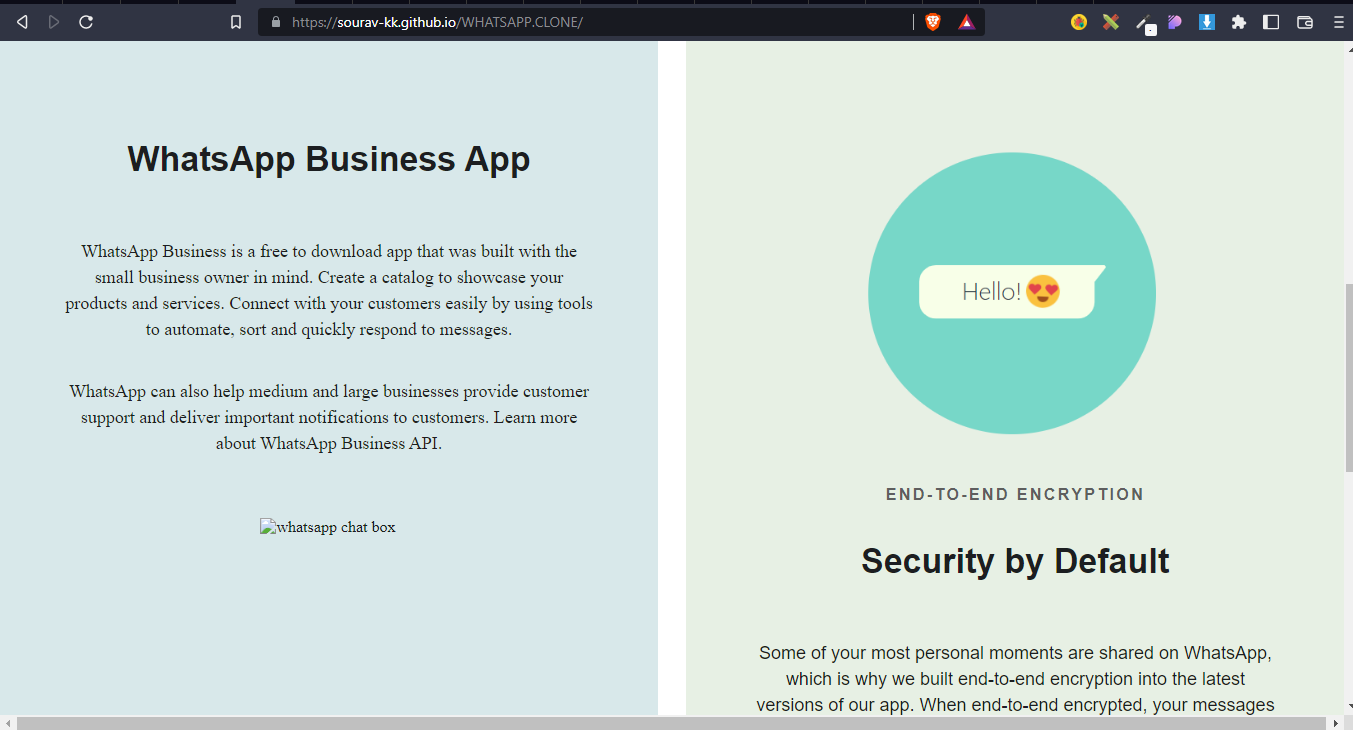 https://sourav-kk.github.io/WHATSAPP.CLONE/
WhatsApp Business App
WhatsApp Business is a free to download app that was built with the
small business owner in mind. Create a catalog to showcase your
products and services. Connect with your customers easily by using tools
to automate, sort and quickly respond to messages.
WhatsApp can also help medium and large businesses provide customer
support and deliver important notifications to customers. Learn more
about WhatsApp Business API.
whatsapp chat box
Hello!
END-TO-END ENCRYPTION
Security by Default
Some of your most personal moments are shared on WhatsApp,
which is why we built end-to-end encryption into the latest
versions of our app. When end-to-end encrypted, your messages